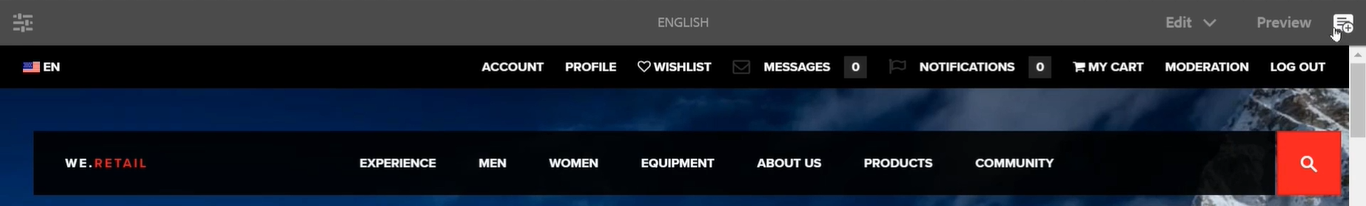 ENGLISH Edit Preview
EN ACCOUNT PROFILE WISHLIST MESSAGES 0 NOTIFICATIONS 0 MY CART MODERATION LOG OUT
WE.RETAIL EXPERIENCE MEN WOMEN EQUIPMENT ABOUT US PRODUCTS COMMUNITY